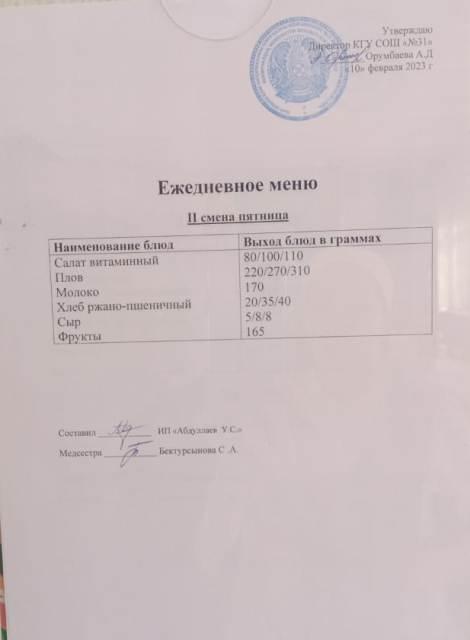 Утверждаю
Директор КГУ СОШ «№31»
Орумбаева А.Д
«10» февраля 2023 г
Ежедневное меню
II смена пятница
Наименование блюд Выход блюд в граммах
Салат витаминный 80/100/110
Плов 220/270/310
Молоко 170
Хлеб ржано-пшеничный 20/35/40
Сыр 5/8/8
Фрукты 165
Составил ИП «Абдуллаев У.С.»
Медсестра Бектурсынова С .А.